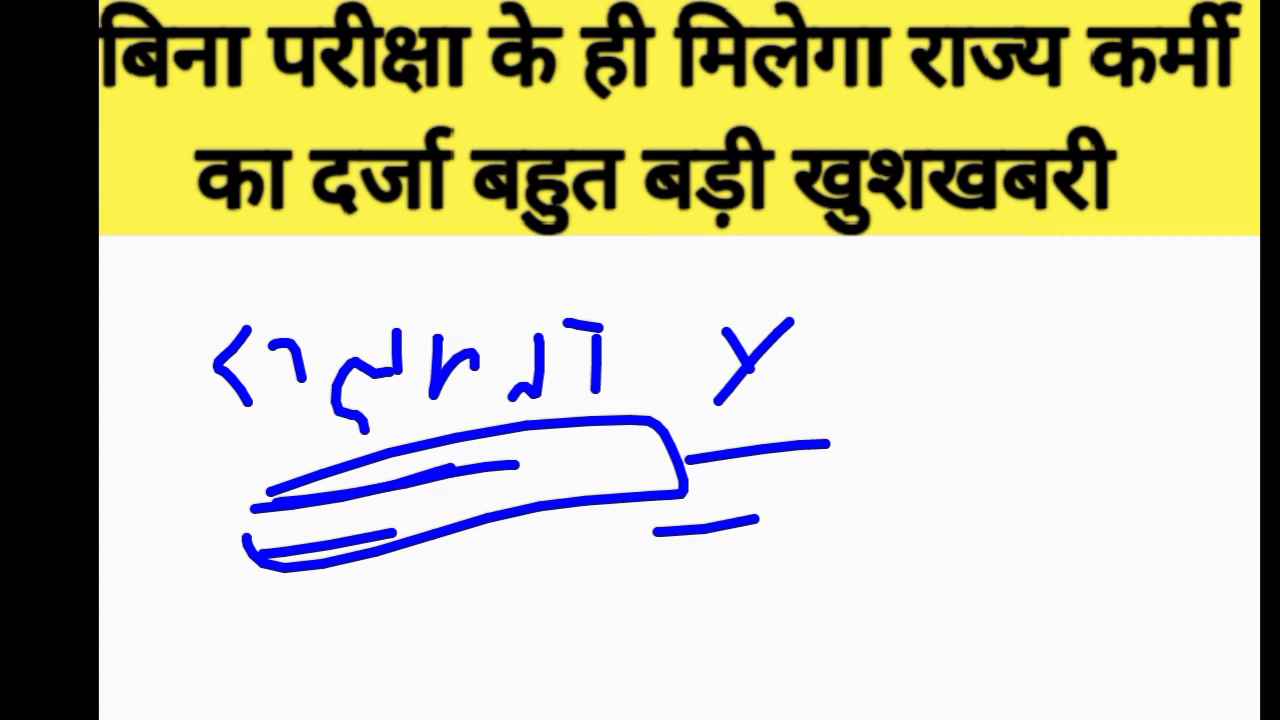 बिना परीक्षा के ही मिलेगा राज्य कर्मी
का दर्जा बहुत बड़ी खुशखबरी